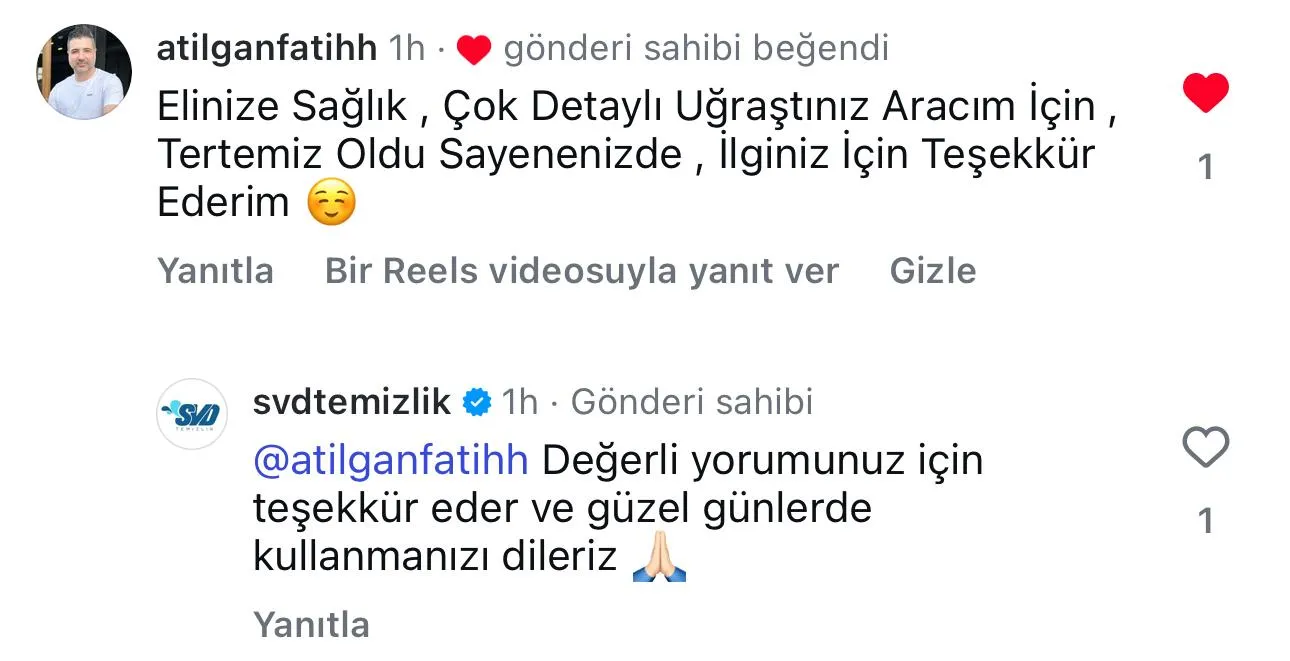 atilganfatihh 1h · ❤️ gönderi sahibi beğendi
Elinize Sağlık , Çok Detaylı Uğraştınız Aracım İçin ,
Tertemiz Oldu Sayenenizde , İlginiz İçin Teşekkür
Ederim ☺️
1
Yanıtla Bir Reels videosuyla yanıt ver Gizle
SVD
TEMİZLİK
svdtemizlik 1h · Gönderi sahibi
@atilganfatihh Değerli yorumunuz için
teşekkür eder ve güzel günlerde
kullanmanızı dileriz 🙏🏻
1
Yanıtla